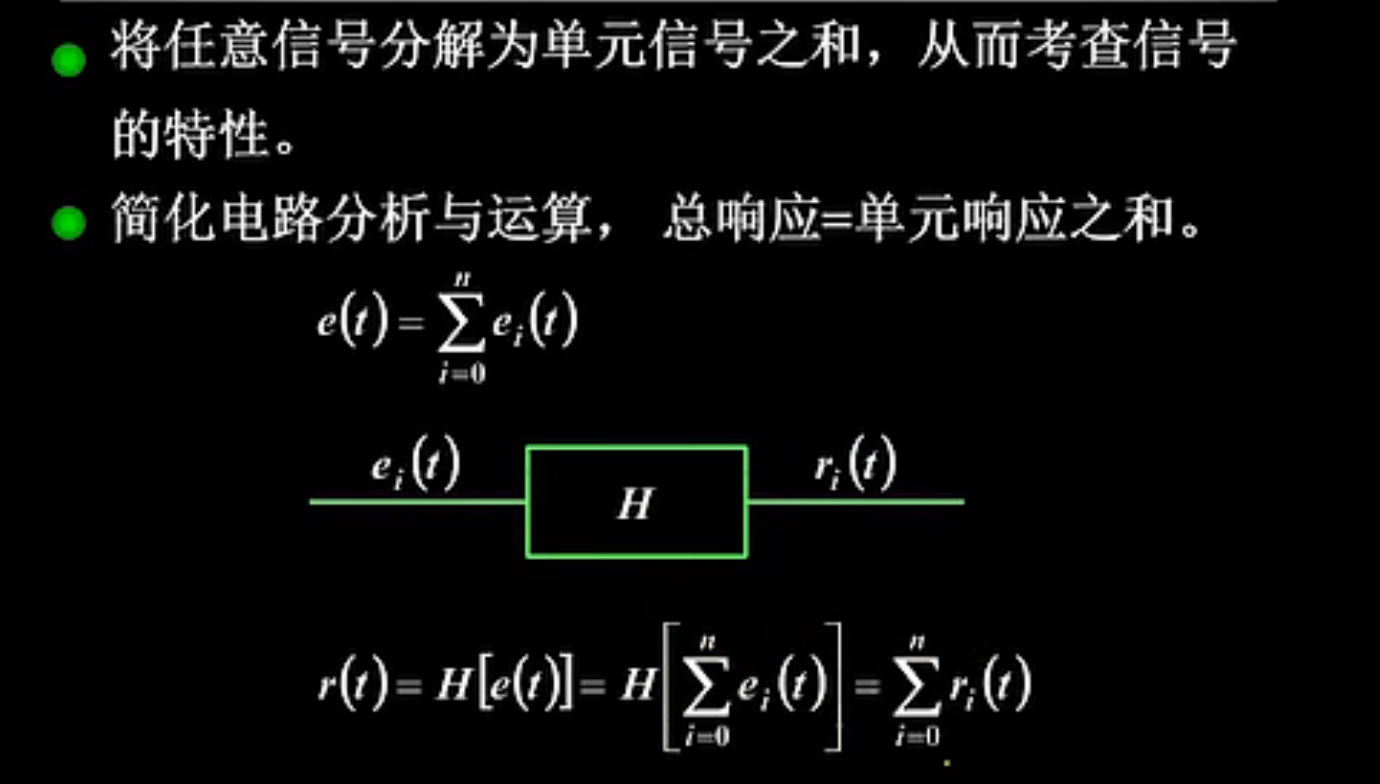 将任意信号分解为单元信号之和，从而考查信号
的特性。
简化电路分析与运算， 总响应=单元响应之和。
e(t) = \sum_{i=0}^{n} e_i(t)
e_i(t) H r_i(t)
r(t) = H[e(t)] = H\left[\sum_{i=0}^{n} e_i(t)\right] = \sum_{i=0}^{n} r_i(t)